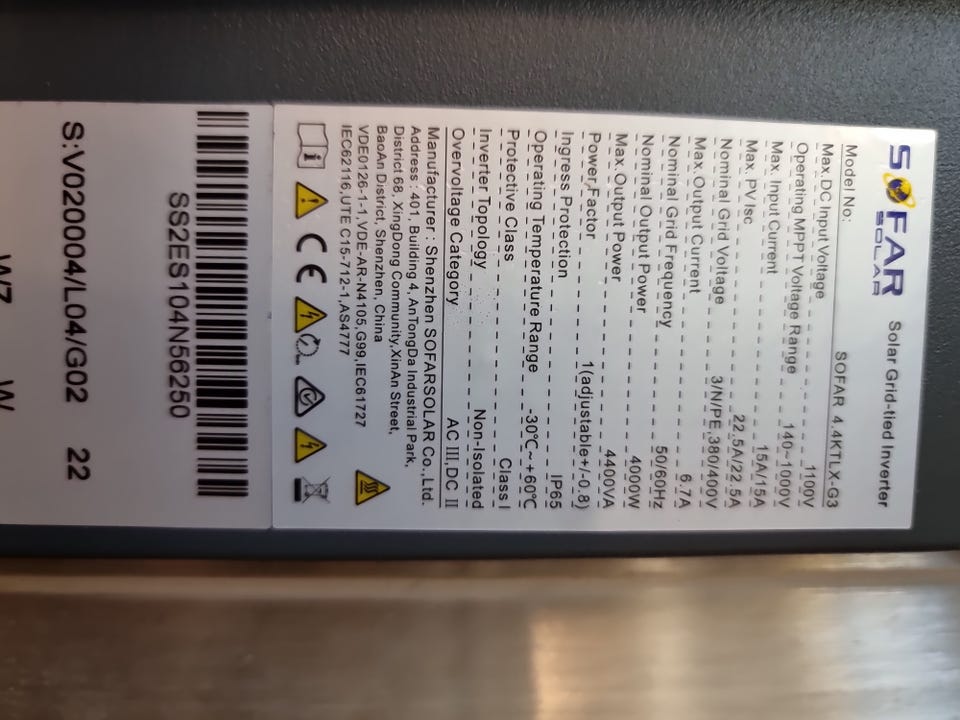 SOFAR SOLAR
Solar Grid-tied Inverter
Model No: SOFAR 4.4KTLX-G3
Max.DC Input Voltage 1100V
Operating MPPT Voltage Range 140~1000V
Max. Input Current 15A/15A
Max. PV Isc 22.5A/22.5A
Nominal Grid Voltage 3/N/PE,380/400V
Max.Output Current 6.7A
Nominal Grid Frequency 50/60Hz
Nominal Output Power 4000W
Max.Output Power 4400VA
Power Factor 1(adjustable+/-0.8)
Ingress Protection IP65
Operating Temperature Range -30℃~+60℃
Protective Class Class I
Inverter Topology Non-Isolated
Overvoltage Category AC III,DC II
Manufacturer : Shenzhen SOFARSOLAR Co.,Ltd.
Address : 401, Building 4, AnTongDa Industrial Park,
District 68, XingDong Community,XinAn Street,
BaoAn District, Shenzhen, China
VDE0126-1-1,VDE-AR-N4105,G99,IEC61727
IEC62116,UTE C15-712-1,AS4777
CE
SS2ES104N56250
S:V020004/L04/G02 22